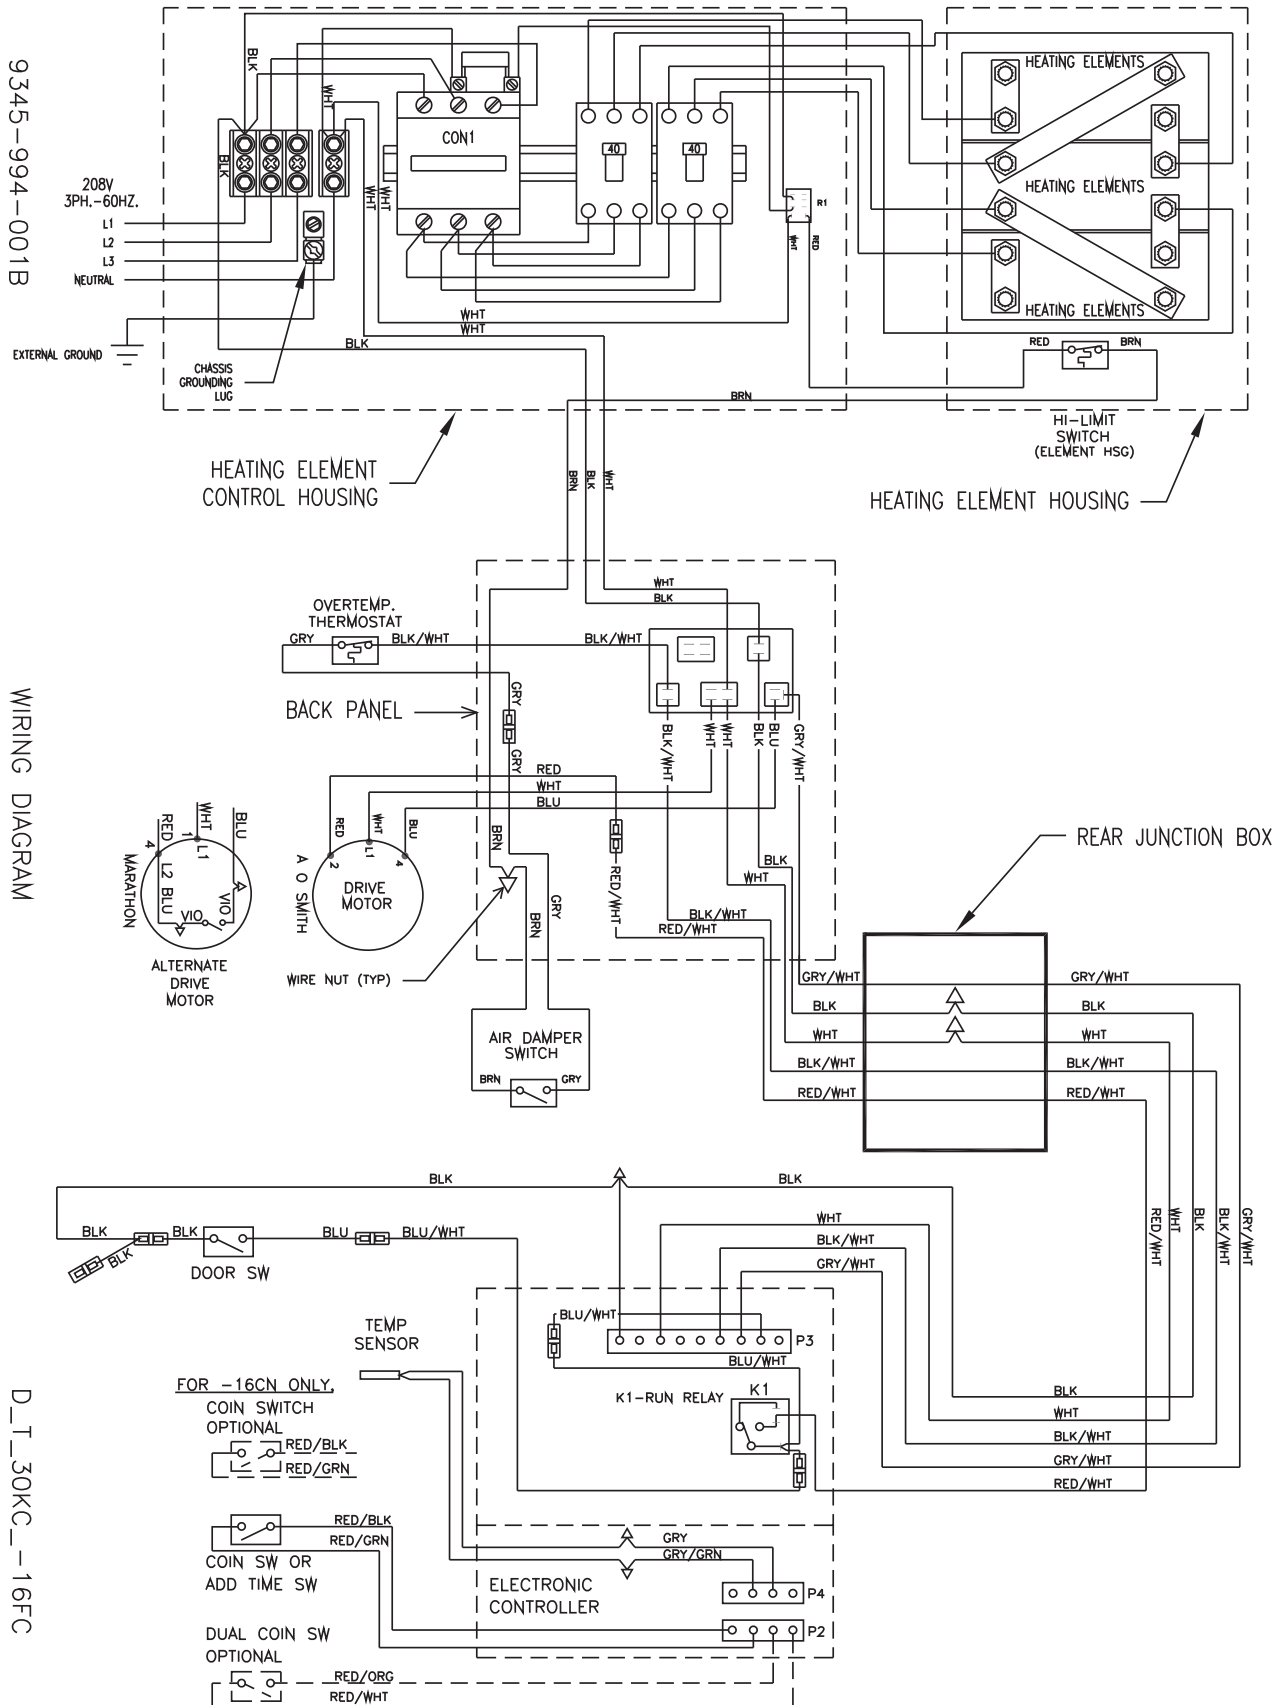 9345-994-001B
WIRING DIAGRAM
D_T_30KC_-16FC
BLK
WHT
BLK
CON1
40
40
R1
WHT
WHT
WHT
RED
208V
3PH.-60HZ.
L1
L2
L3
NEUTRAL
EXTERNAL GROUND
CHASSIS
GROUNDING
LUG
WHT
WHT
BLK
HEATING ELEMENTS
HEATING ELEMENTS
HEATING ELEMENTS
RED
BRN
BRN
HI-LIMIT
SWITCH
(ELEMENT HSG)
HEATING ELEMENT
CONTROL HOUSING
HEATING ELEMENT HOUSING
BRN
BLK
WHT
WHT
BLK
OVERTEMP.
THERMOSTAT
GRY
BLK/WHT
BLK/WHT
BACK PANEL
GRY
GRY
BLK/WHT
WHT
WHT
BLK
BLU
GRY/WHT
RED
WHT
BLU
RED
WHT
BLU
2
L1
4
A O SMITH
DRIVE
MOTOR
BRN
RED/WHT
BLK
WHT
BLK/WHT
RED/WHT
GRY
BRN
WIRE NUT (TYP)
RED
WHT
BLU
4
1
L1
L2
BLU
VIO
VIO
MARATHON
ALTERNATE
DRIVE
MOTOR
REAR JUNCTION BOX
AIR DAMPER
SWITCH
BRN
GRY
GRY/WHT
GRY/WHT
BLK
BLK
WHT
WHT
BLK/WHT
BLK/WHT
RED/WHT
RED/WHT
BLK
BLK
BLK
BLK
BLK
BLU
BLU/WHT
DOOR SW
WHT
BLK/WHT
GRY/WHT
RED/WHT
WHT
BLK
BLK/WHT
GRY/WHT
TEMP
SENSOR
BLU/WHT
P3
BLU/WHT
K1-RUN RELAY
K1
BLK
WHT
BLK/WHT
GRY/WHT
RED/WHT
FOR -16CN ONLY.
COIN SWITCH
OPTIONAL
RED/BLK
RED/GRN
RED/BLK
RED/GRN
COIN SW OR
ADD TIME SW
GRY
GRY/GRN
ELECTRONIC
CONTROLLER
P4
P2
DUAL COIN SW
OPTIONAL
RED/ORG
RED/WHT